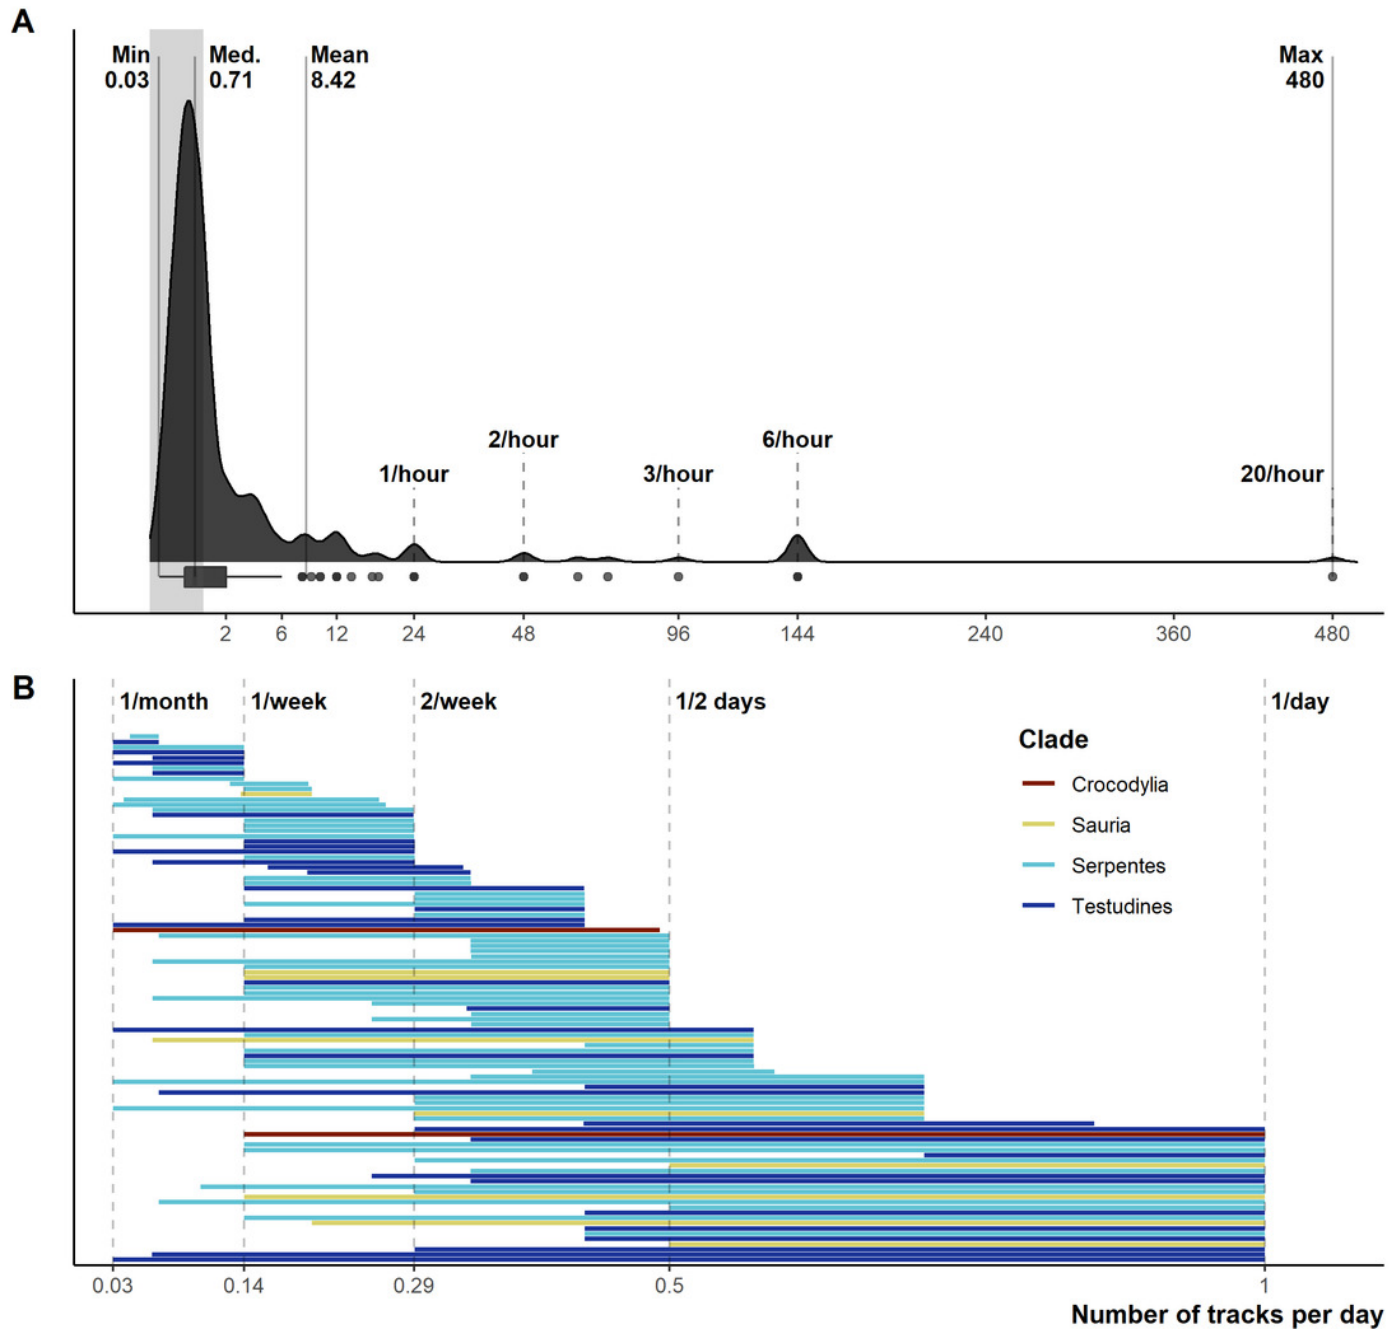 A
Min
0.03
Med.
0.71
Mean
8.42
Max
480
1/hour
2/hour
3/hour
6/hour
20/hour
2 6 12 24 48 96 144 240 360 480
B
1/month 1/week 2/week 1/2 days 1/day
Clade
Crocodylia
Sauria
Serpentes
Testudines
0.03 0.14 0.29 0.5 1
Number of tracks per day